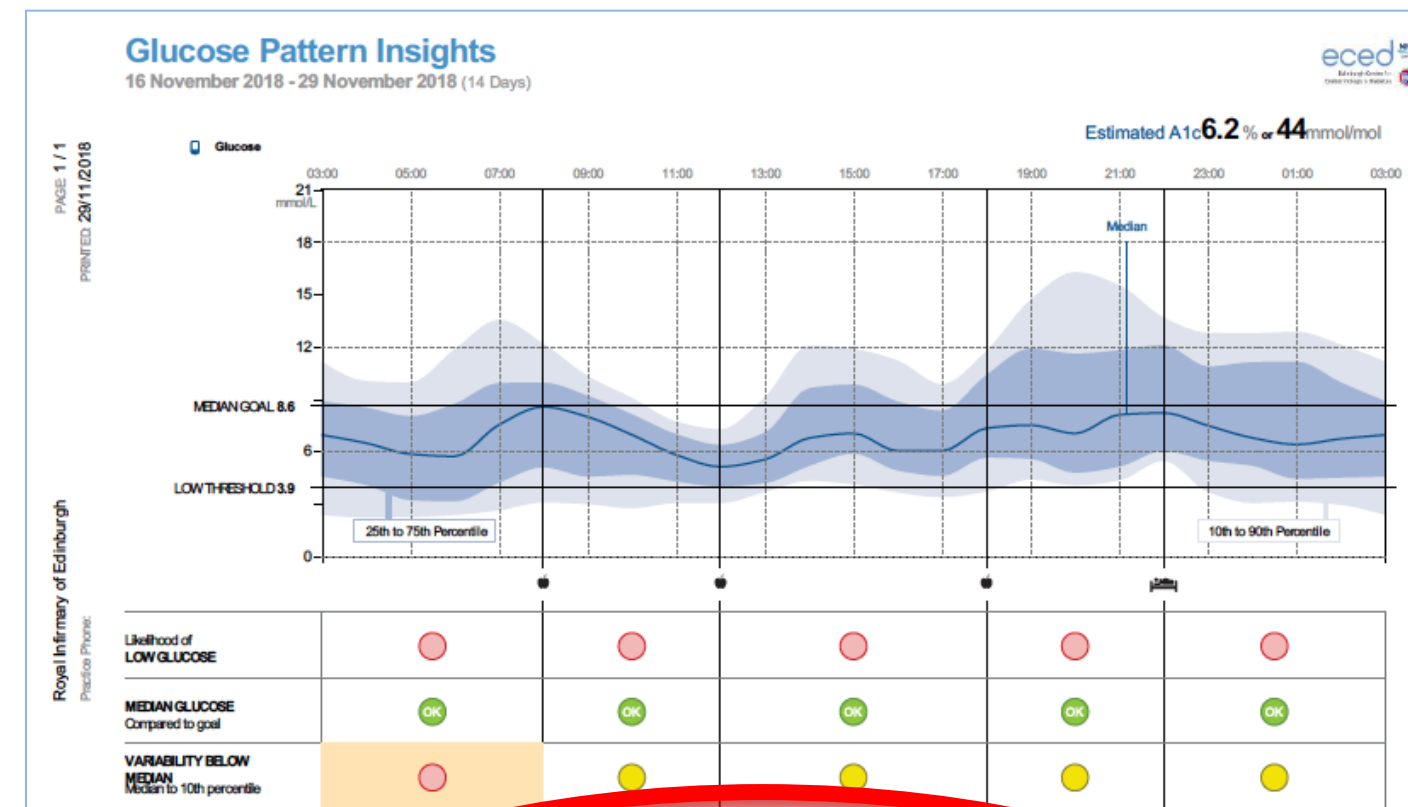 Glucose Pattern Insights
16 November 2018 - 29 November 2018 (14 Days)
eced
Estimated A1c 6.2 % or 44 mmol/mol
PAGE: 1 / 1
PRINTED: 29/11/2018
Glucose
03:00 05:00 07:00 09:00 11:00 13:00 15:00 17:00 19:00 21:00 23:00 01:00 03:00
21
mmol/L
Median
18
15
12
MEDIAN GOAL 8.6
6
LOW THRESHOLD 3.9
25th to 75th Percentile
10th to 90th Percentile
0
Royal Infirmary of Edinburgh
Practice Phone:
Likelihood of
LOW GLUCOSE
MEDIAN GLUCOSE
Compared to goal
OK OK OK OK OK
VARIABILITY BELOW
MEDIAN
Median to 10th percentile